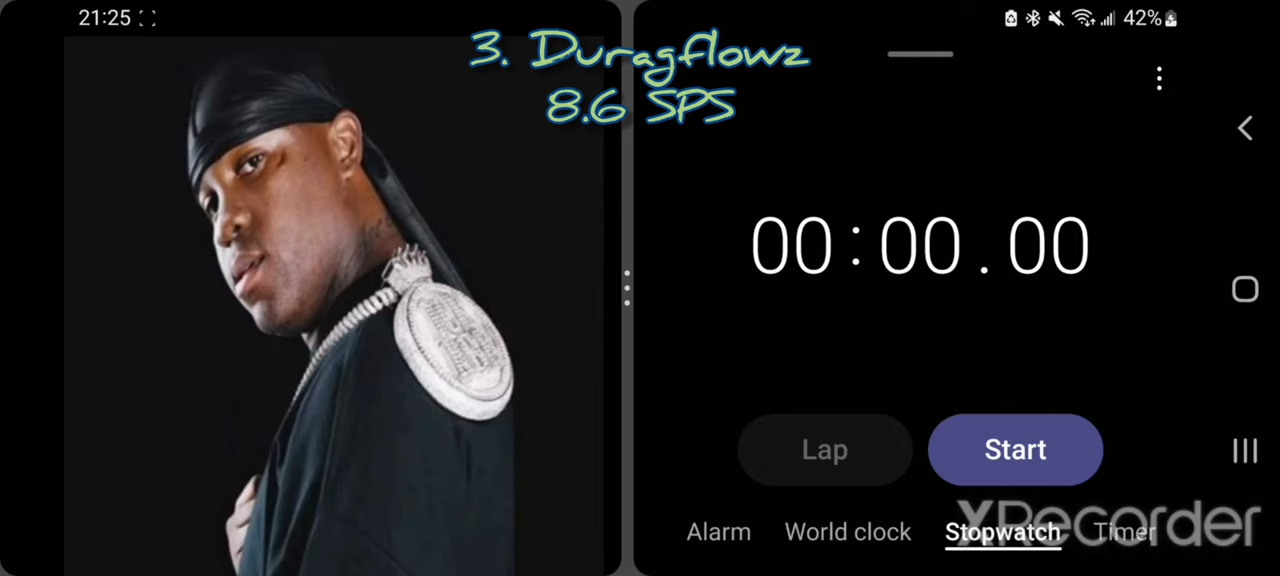 21:25
42%
3. Duragflowz
8.6 SPS
00:00.00
Lap
Start
Alarm
World clock
Stopwatch
Timer
XRecorder